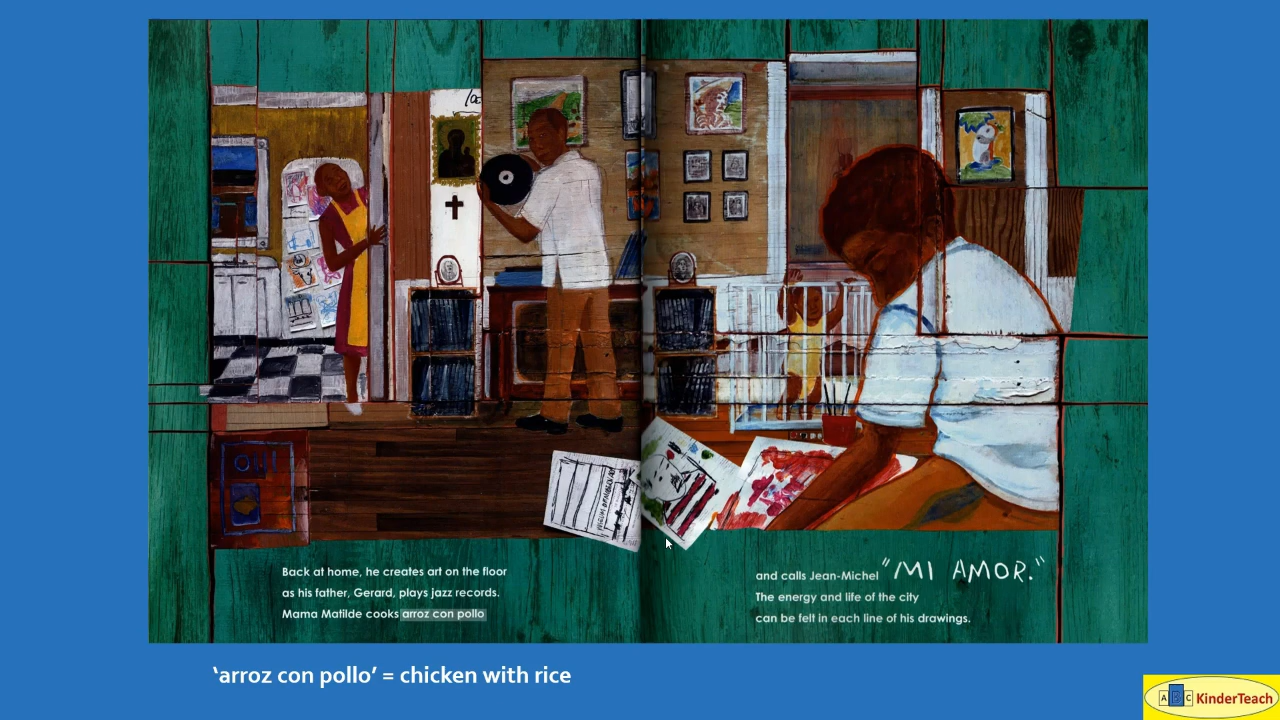 Back at home, he creates art on the floor
as his father, Gerard, plays jazz records.
Mama Matilde cooks arroz con pollo
and calls Jean-Michel "MI AMOR."
The energy and life of the city
can be felt in each line of his drawings.
'arroz con pollo' = chicken with rice
ABC KinderTeach